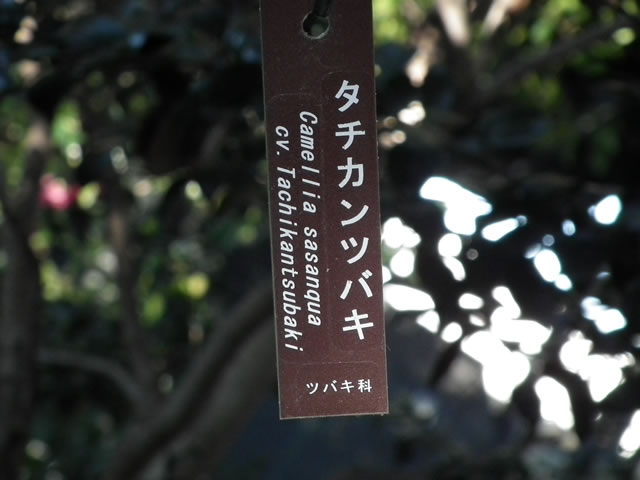 タチカンツバキ
Camellia sasanqua
cv. Tachikantsubaki
ツバキ科